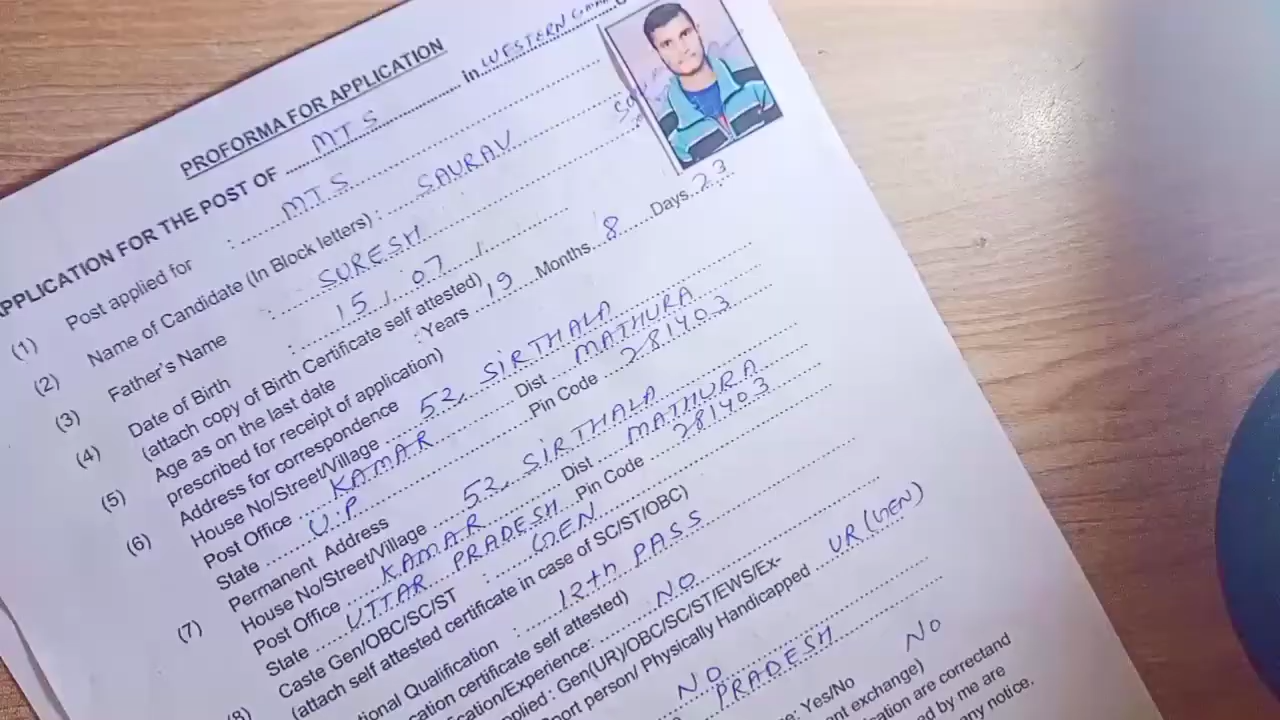 PROFORMA FOR APPLICATION
APPLICATION FOR THE POST OF MTS in WESTERN
(1) Post applied for : MTS
(2) Name of Candidate (In Block letters) : SAURAV
(3) Father's Name : SURESH
(4) Date of Birth : 15 / 07 /
(attach copy of Birth Certificate self attested)
(5) Age as on the last date :Years 19 Months 8 Days 23
prescribed for receipt of application)
(6) Address for correspondence
House No/Street/Village 52, SIRTHALA
Post Office KAMAR Dist MATHURA
State U.P Pin Code 281403
(7) Permanent Address
House No/Street/Village 52, SIRTHALA
Post Office KAMAR Dist MATHURA
State UTTAR PRADESH Pin Code 281403
Caste Gen/OBC/SC/ST : GEN
(attach self attested certificate in case of SC/ST/OBC)
Qualification : 12th PASS
certificate self attested)
/Experience: NO
: Gen(UR)/OBC/SC/ST/EWS/Ex-
person/ Physically Handicapped UR (GEN)
NO
PRADESH
: Yes/No NO
exchange)
are correctand
by me are
any notice.